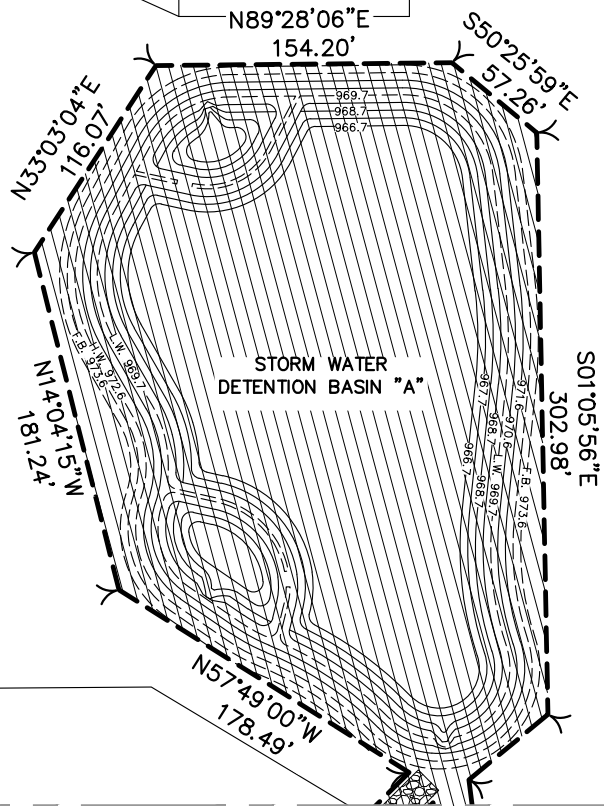 N89°28'06"E
154.20'
S50°25'59"E
57.26'
N33°03'04"E
116.07'
969.7
968.7
966.7
F.B. 973.6
H.W. 972.6
L.W. 969.7
STORM WATER
DETENTION BASIN "A"
S01°05'56"E
302.98'
N14°04'15"W
181.24'
967.7
971.6
968.7
970.6
966.7
L.W. 969.7
968.7
F.B. 973.6
N57°49'00"W
178.49'